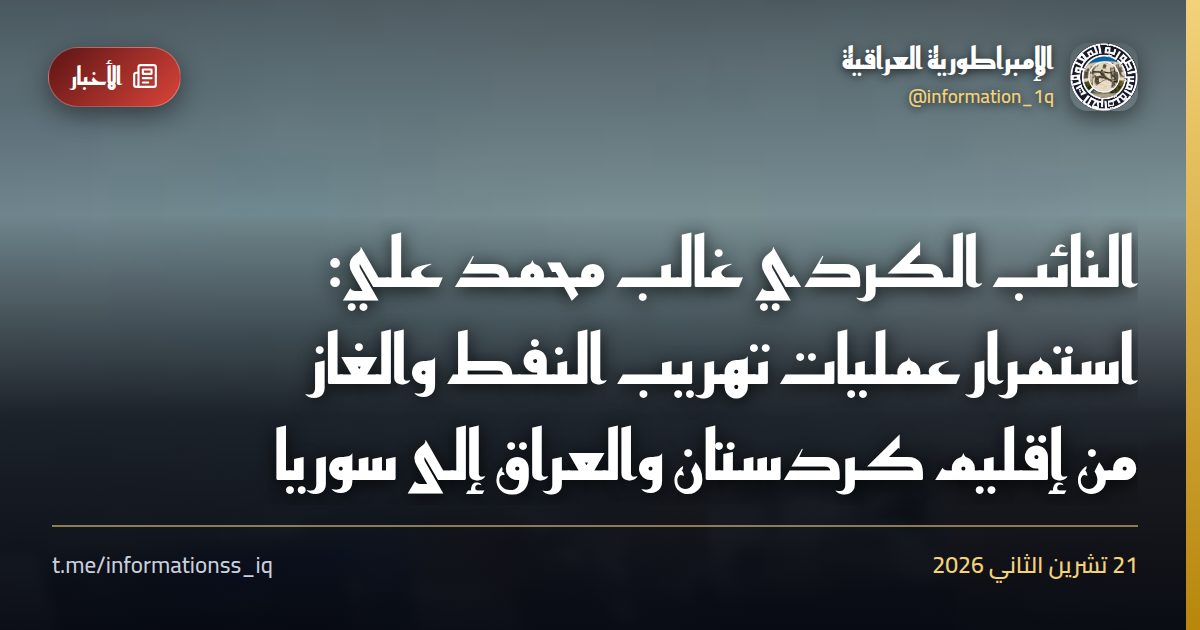 الإمبراطورية العراقية
@information_1q
الأخبار
النائب الكردي غالب محمد علي:
استمرار عمليات تهريب النفط والغاز
من إقليم كردستان والعراق إلى سوريا
21 تشرين الثاني 2026
t.me/informationss_iq